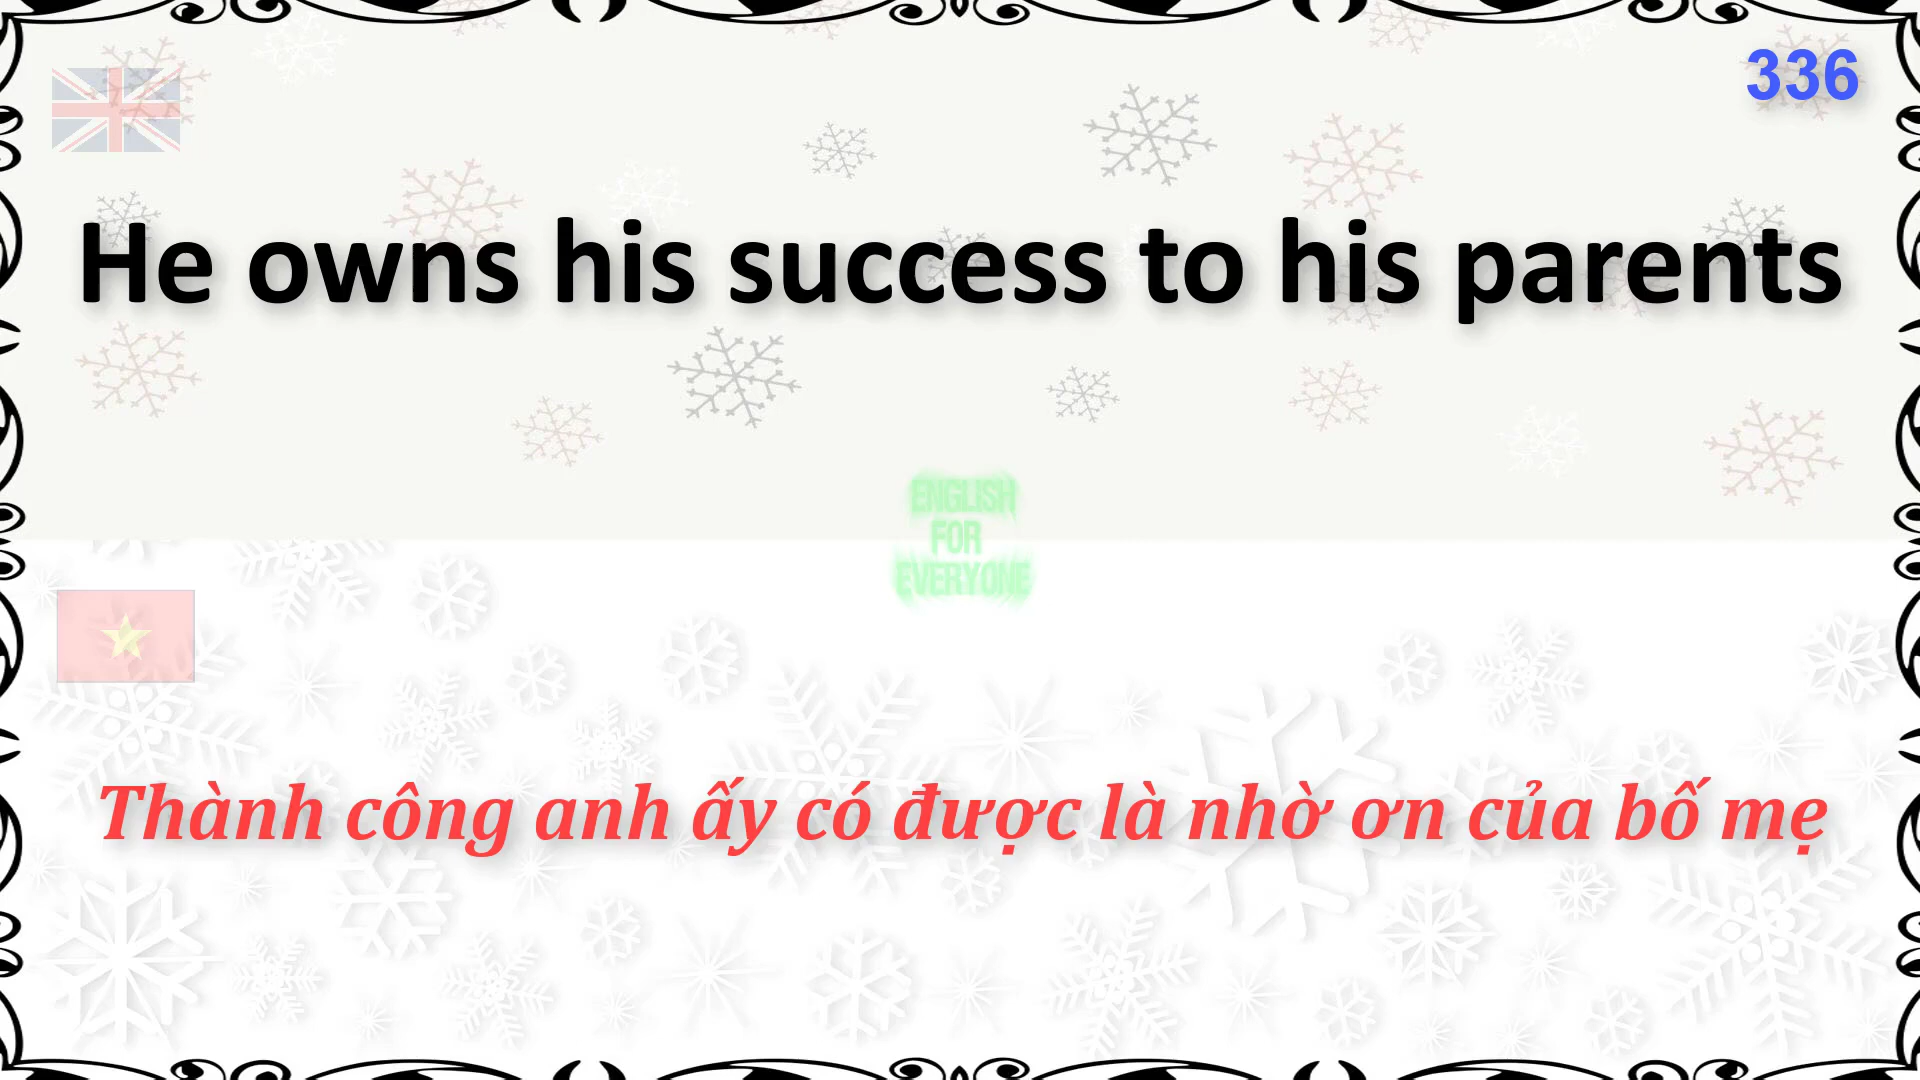 336
He owns his success to his parents
ENGLISH
FOR
EVERYONE
Thành công anh ấy có được là nhờ ơn của bố mẹ